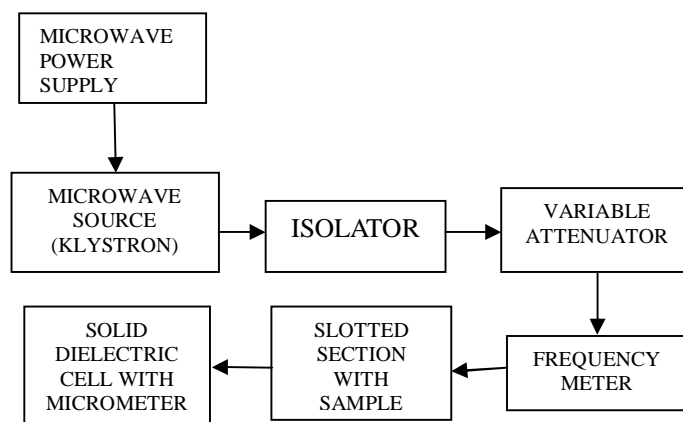 MICROWAVE
POWER
SUPPLY
MICROWAVE
SOURCE
(KLYSTRON)
ISOLATOR
VARIABLE
ATTENUATOR
FREQUENCY
METER
SLOTTED
SECTION
WITH
SAMPLE
SOLID
DIELECTRIC
CELL WITH
MICROMETER